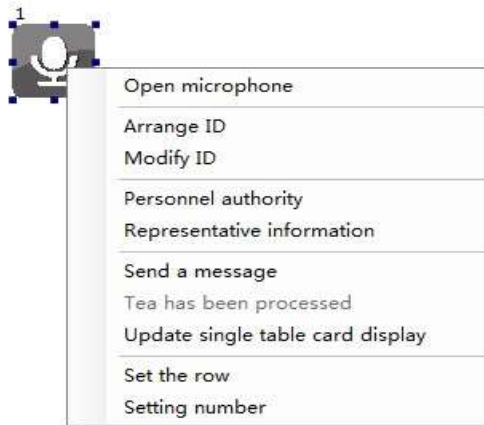 1
Open microphone
Arrange ID
Modify ID
Personnel authority
Representative information
Send a message
Tea has been processed
Update single table card display
Set the row
Setting number